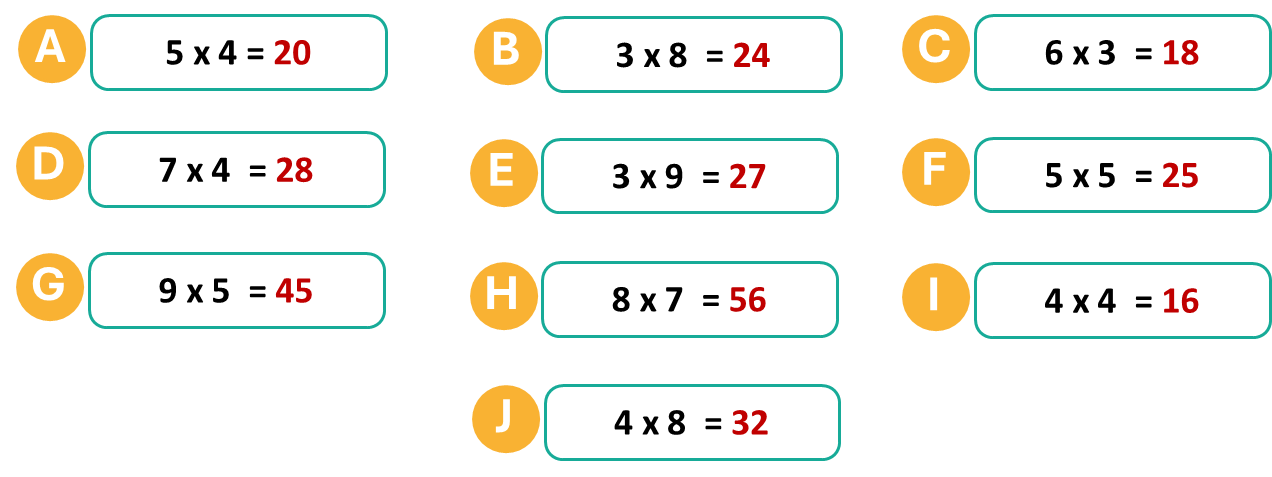 A 5 x 4 = 20
B 3 x 8 = 24
C 6 x 3 = 18
D 7 x 4 = 28
E 3 x 9 = 27
F 5 x 5 = 25
G 9 x 5 = 45
H 8 x 7 = 56
I 4 x 4 = 16
J 4 x 8 = 32